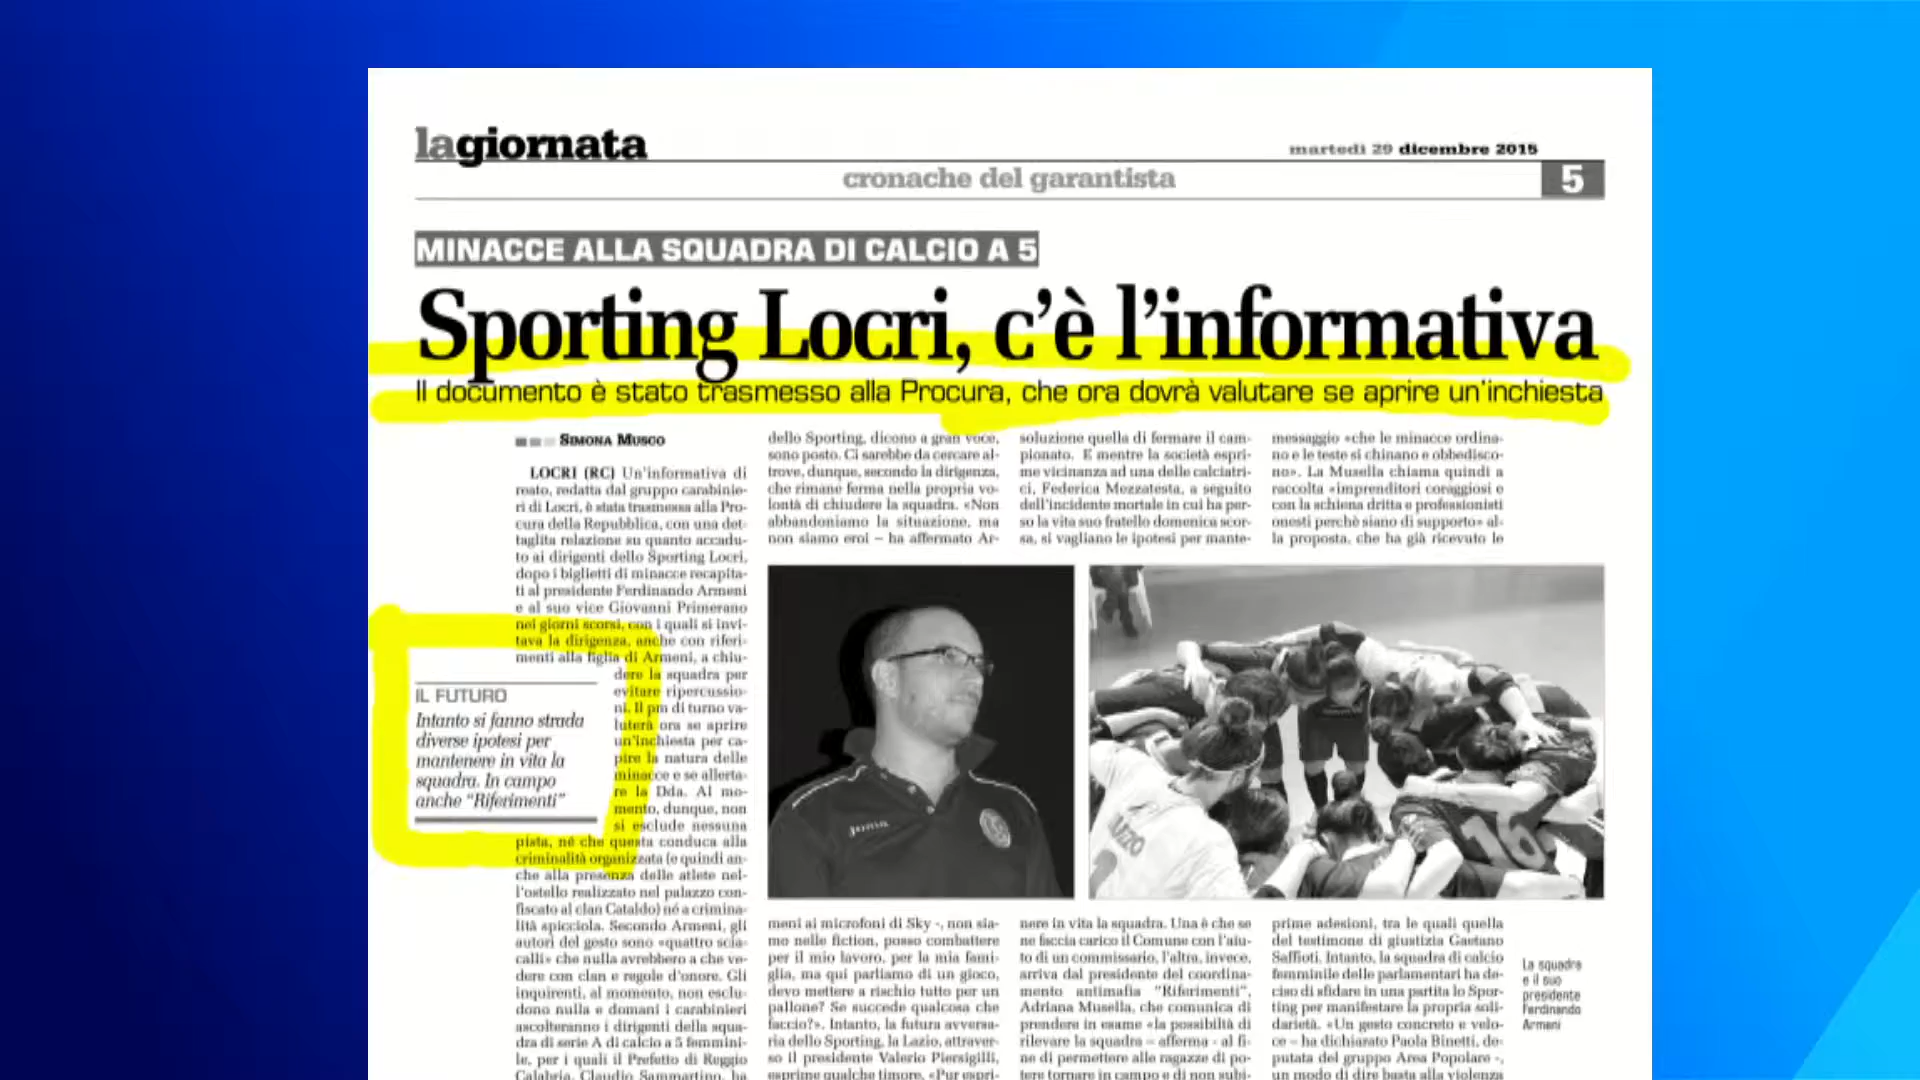 lagiornata
martedì 29 dicembre 2015
cronache del garantista
5
MINACCE ALLA SQUADRA DI CALCIO A 5
Sporting Locri, c'è l'informativa
Il documento è stato trasmesso alla Procura, che ora dovrà valutare se aprire un'inchiesta
SIMONA MUSCO
LOCRI (RC) Un'informativa di
reato, redatta dal gruppo carabinie-
ri di Locri, è stata trasmessa alla Pro-
cura della Repubblica, con una det-
taglita relazione su quanto accadu-
to ai dirigenti dello Sporting Locri,
dopo i biglietti di minacce recapita-
ti al presidente Ferdinando Armeni
e al suo vice Giovanni Primerano
nei giorni scorsi, con i quali si invi-
tava la dirigenza, anche con riferi-
menti alla figlia di Armeni, a chiu-
dere la squadra per
evitare ripercussio-
ni. Il pm di turno va-
luterà ora se aprire
un'inchiesta per ca-
pire la natura delle
minacce e se allerta-
re la Dda. Al mo-
mento, dunque, non
si esclude nessuna
pista, né che questa conduca alla
criminalità organizzata (e quindi an-
che alla presenza delle atlete nel-
l'ostello realizzato nel palazzo con-
fiscato al clan Cataldo) né a crimina-
lità spicciola. Secondo Armeni, gli
autori del gesto sono «quattro scia-
calli» che nulla avrebbero a che ve-
dere con clan e regole d'onore. Gli
inquirenti, al momento, non esclu-
dono nulla e domani i carabinieri
ascolteranno i dirigenti della squa-
dra di serie A di calcio a 5 femmini-
le, per i quali il Prefetto di Reggio
Calabria, Claudio Sammartino, ha
IL FUTURO
Intanto si fanno strada
diverse ipotesi per
mantenere in vita la
squadra. In campo
anche "Riferimenti"
dello Sporting, dicono a gran voce,
sono posto. Ci sarebbe da cercare al-
trove, dunque, secondo la dirigenza,
che rimane ferma nella propria vo-
lontà di chiudere la squadra. «Non
abbandoniamo la situazione, ma
non siamo eroi – ha affermato Ar-
meni ai microfoni di Sky -, non sia-
mo nelle fiction, posso combattere
per il mio lavoro, per la mia fami-
glia, ma qui parliamo di un gioco,
devo mettere a rischio tutto per un
pallone? Se succede qualcosa che
faccio?». Intanto, la futura avversa-
ria dello Sporting, la Lazio, attraver-
so il presidente Valerio Piersigilli,
esprime qualche timore. «Pur espri-
soluzione quella di fermare il cam-
pionato. E mentre la società espri-
me vicinanza ad una delle calciatri-
ci, Federica Mezzatesta, a seguito
dell'incidente mortale in cui ha per-
so la vita suo fratello domenica scor-
sa, si vagliano le ipotesi per mante-
nere in vita la squadra. Una è che se
ne faccia carico il Comune con l'aiu-
to di un commissario, l'altra, invece,
arriva dal presidente del coordina-
mento antimafia "Riferimenti",
Adriana Musella, che comunica di
prendere in esame «la possibilità di
rilevare la squadra – afferma - al fi-
ne di permettere alle ragazze di po-
tere tornare in campo e di non subi-
messaggio «che le minacce ordina-
no e le teste si chinano e obbedisco-
no». La Musella chiama quindi a
raccolta «imprenditori coraggiosi e
con la schiena dritta e professionisti
onesti perchè siano di supporto» al-
la proposta, che ha già ricevuto le
prime adesioni, tra le quali quella
del testimone di giustizia Gaetano
Saffioti. Intanto, la squadra di calcio
femminile delle parlamentari ha de-
ciso di sfidare in una partita lo Spor-
ting per manifestare la propria soli-
darietà. «Un gesto concreto e velo-
ce – ha dichiarato Paola Binetti, de-
putata del gruppo Area Popolare -,
un modo di dire basta alla violenza
joma
16
La squadra
e il suo
presidente
Ferdinando
Armeni